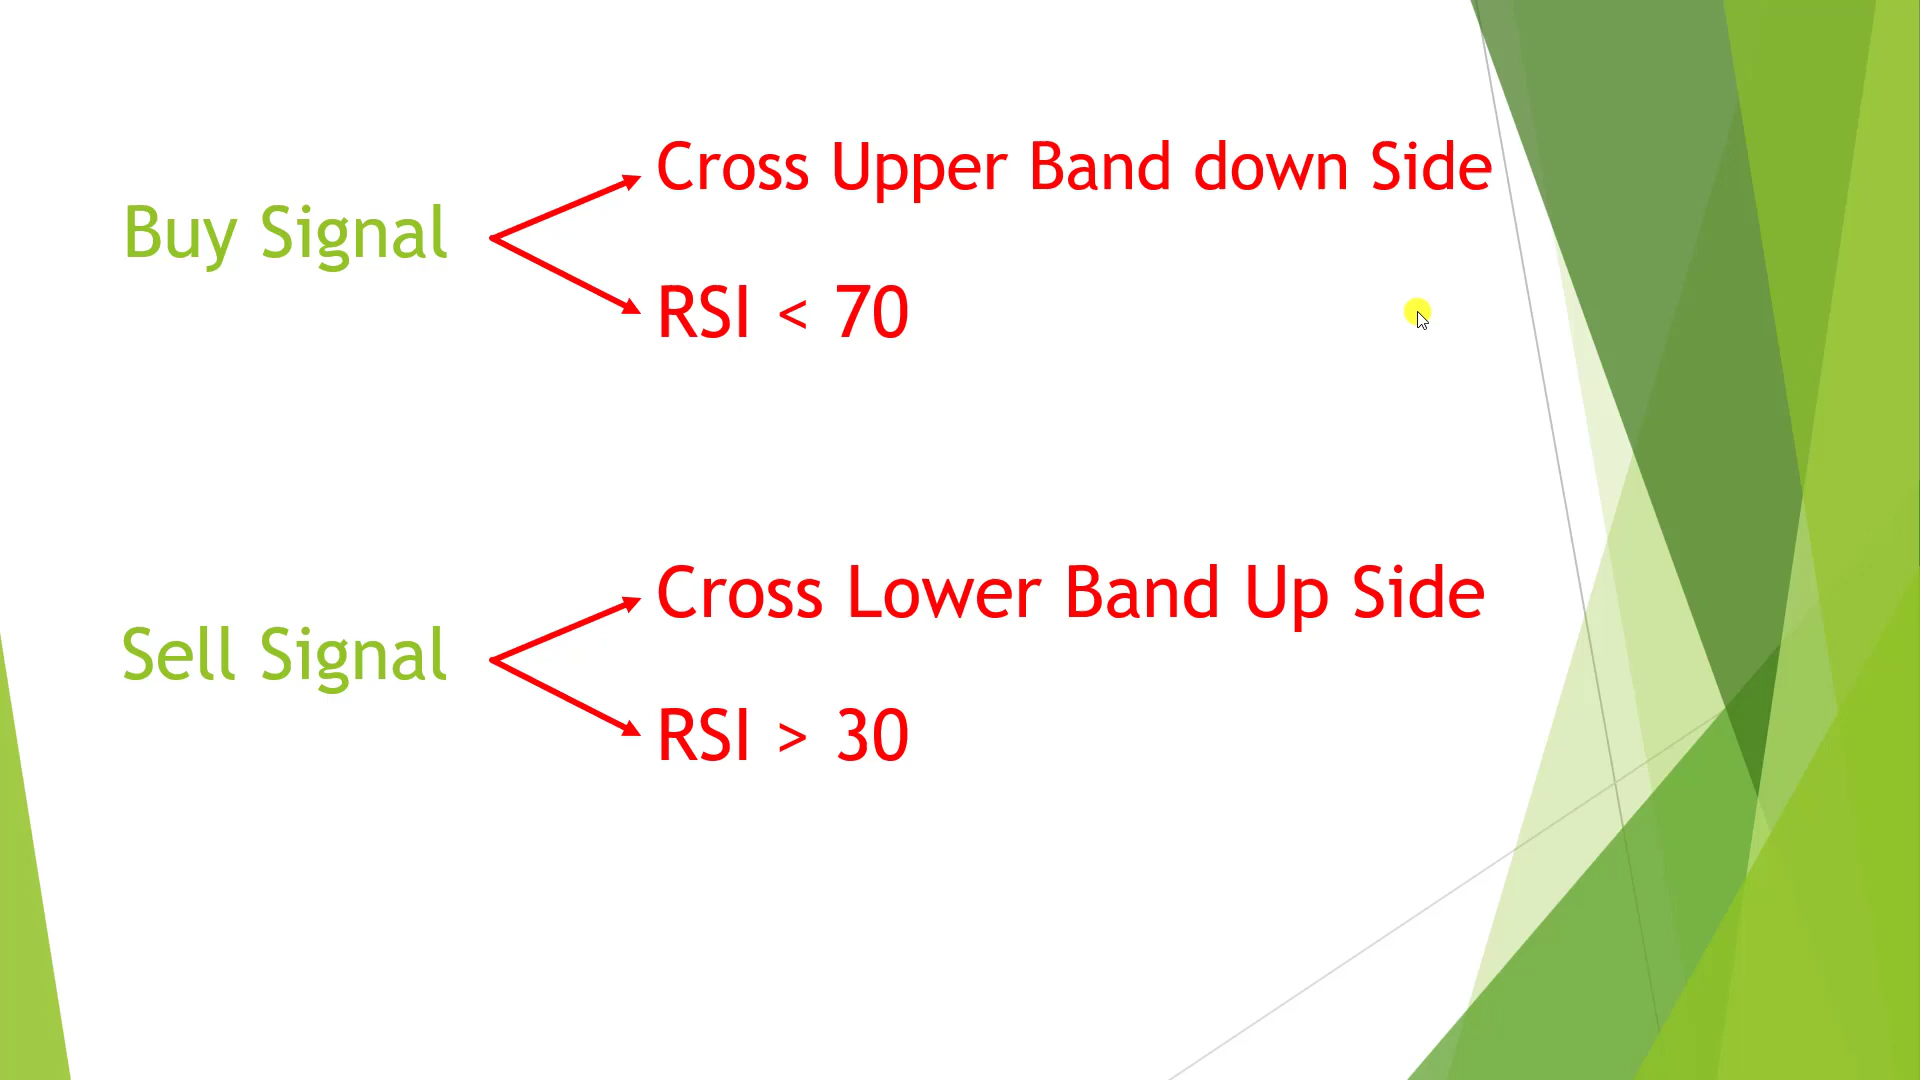 Buy Signal
Cross Upper Band down Side
RSI < 70
Sell Signal
Cross Lower Band Up Side
RSI > 30